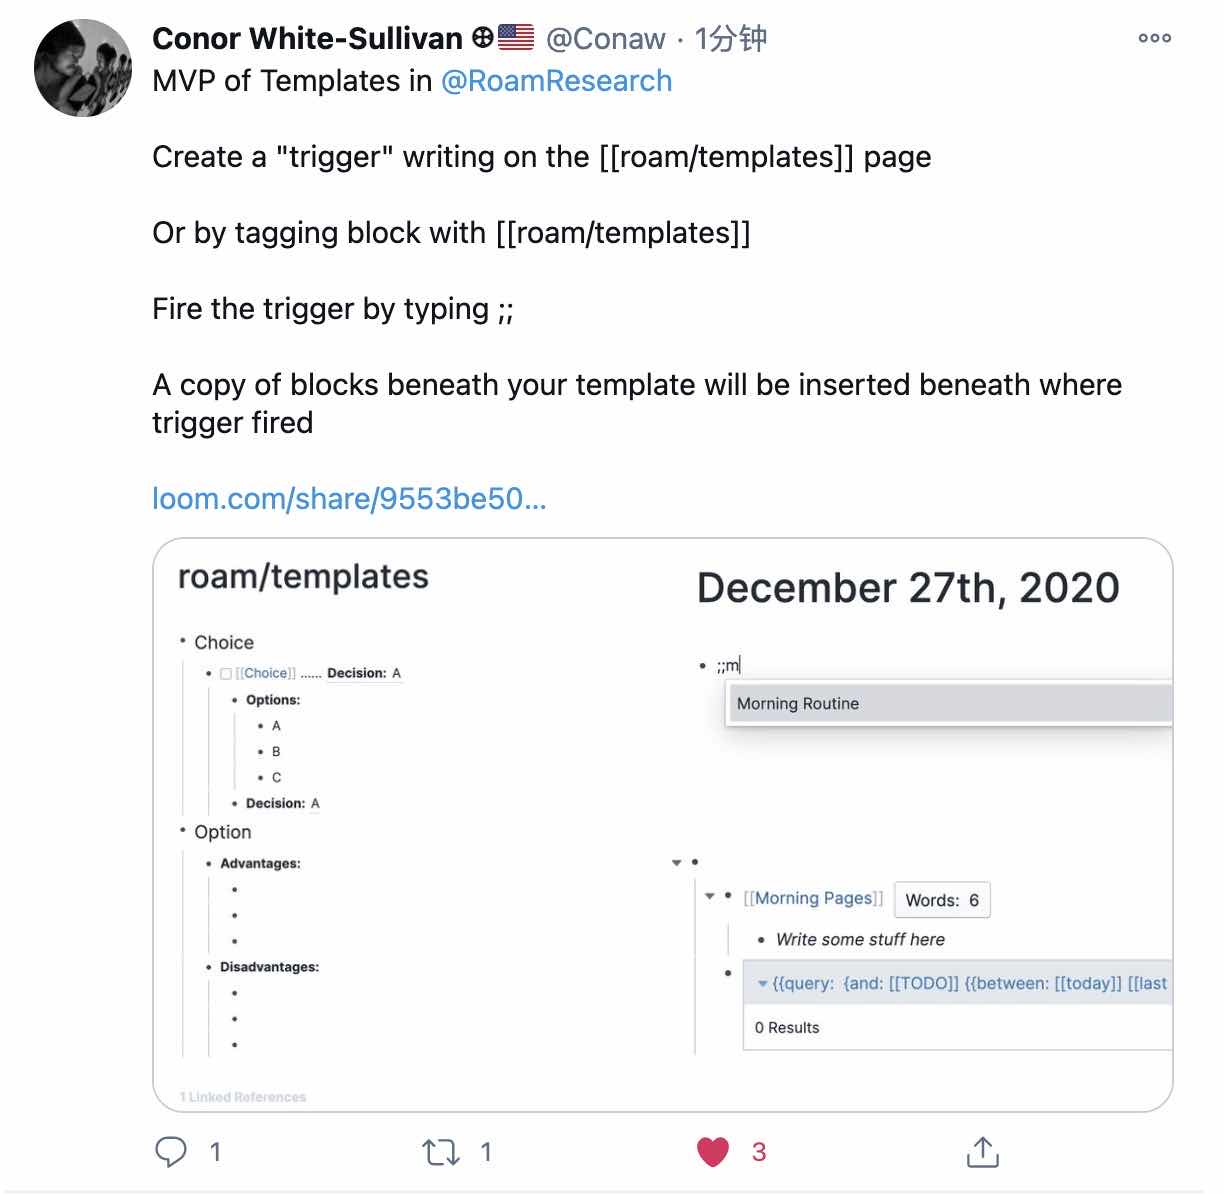 Conor White-Sullivan ☸🇺🇸 @Conaw · 1分钟
MVP of Templates in @RoamResearch
Create a "trigger" writing on the [[roam/templates]] page
Or by tagging block with [[roam/templates]]
Fire the trigger by typing ;;
A copy of blocks beneath your template will be inserted beneath where
trigger fired
loom.com/share/9553be50...
roam/templates
Choice
[[Choice]] ...... Decision: A
Options:
A
B
C
Decision: A
Option
Advantages:
Disadvantages:
1 Linked References
December 27th, 2020
;;m
Morning Routine
[[Morning Pages]] Words: 6
Write some stuff here
{{query: {and: [[TODO]] {{between: [[today]] [[last
0 Results
1
1
3